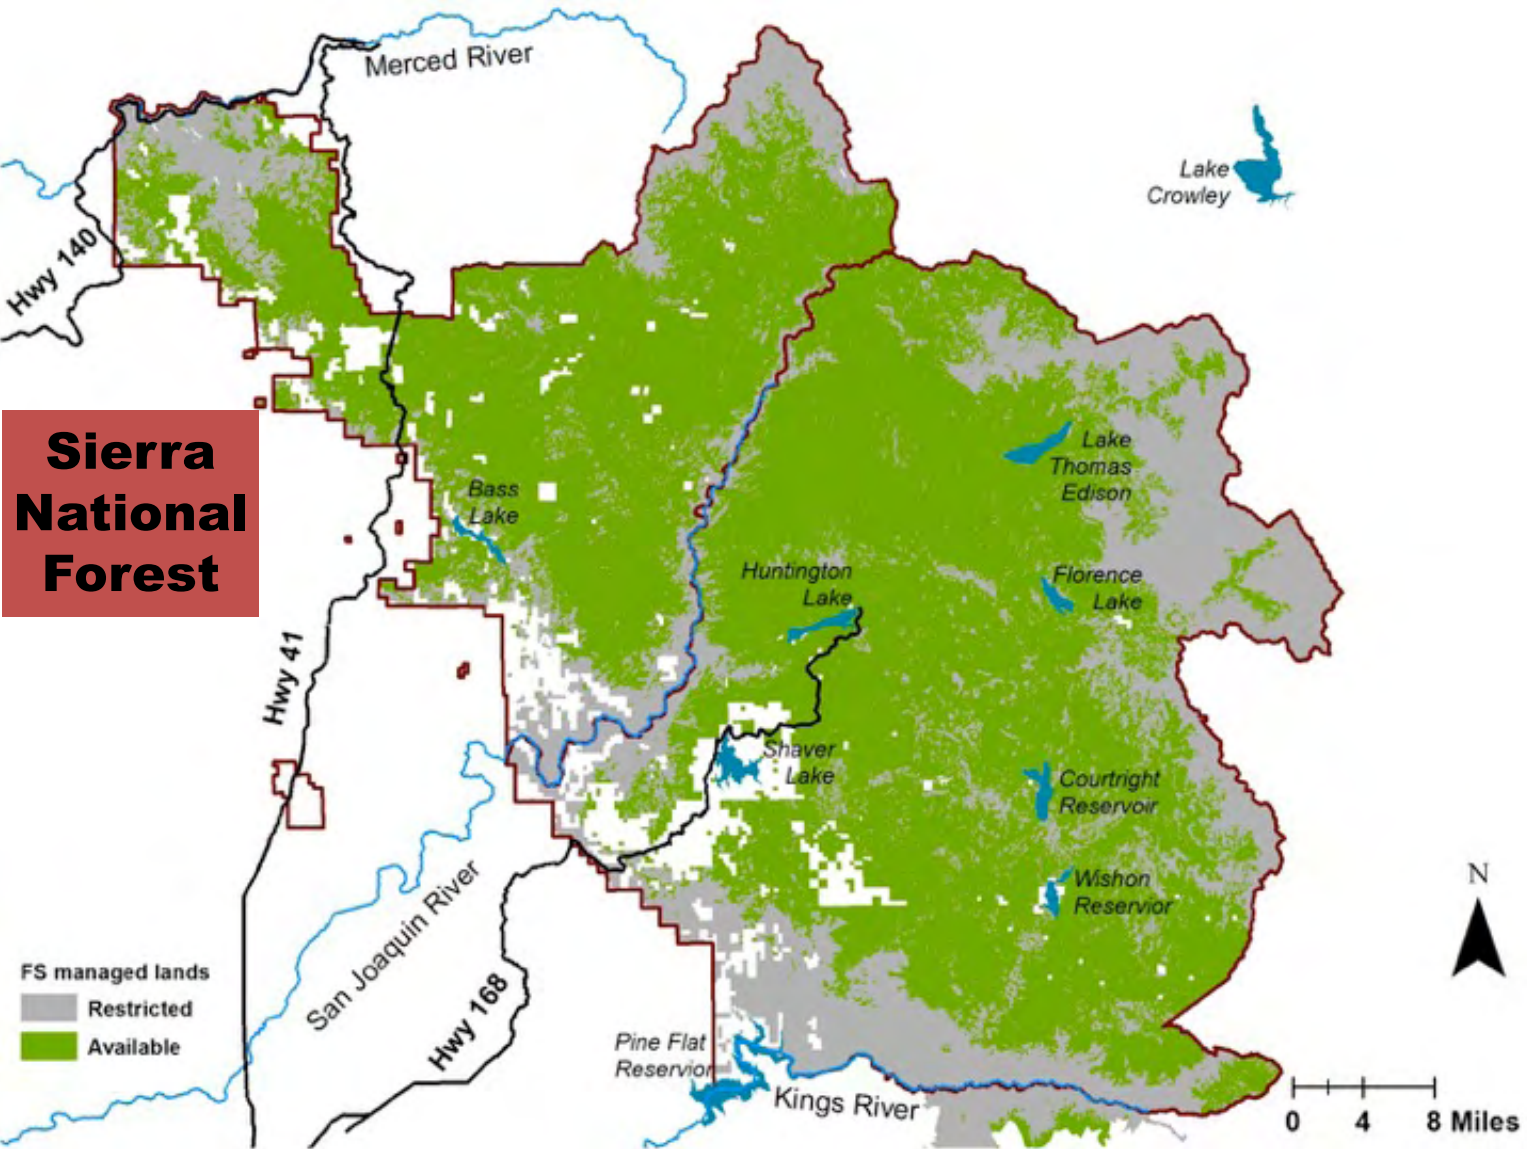 Merced River
Lake
Crowley
Hwy 140
Sierra
National
Forest
Lake
Thomas
Edison
Bass
Lake
Huntington
Lake
Florence
Lake
Hwy 41
Shaver
Lake
Courtright
Reservoir
Wishon
Reservior
N
San Joaquin River
Hwy 168
FS managed lands
Restricted
Available
Pine Flat
Reservior
Kings River
0 4 8 Miles